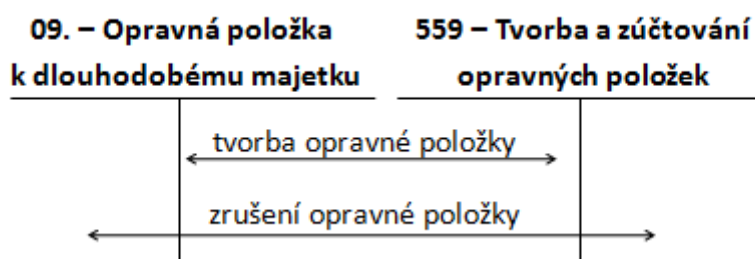 09. – Opravná položka
k dlouhodobému majetku
559 – Tvorba a zúčtování
opravných položek
tvorba opravné položky
zrušení opravné položky